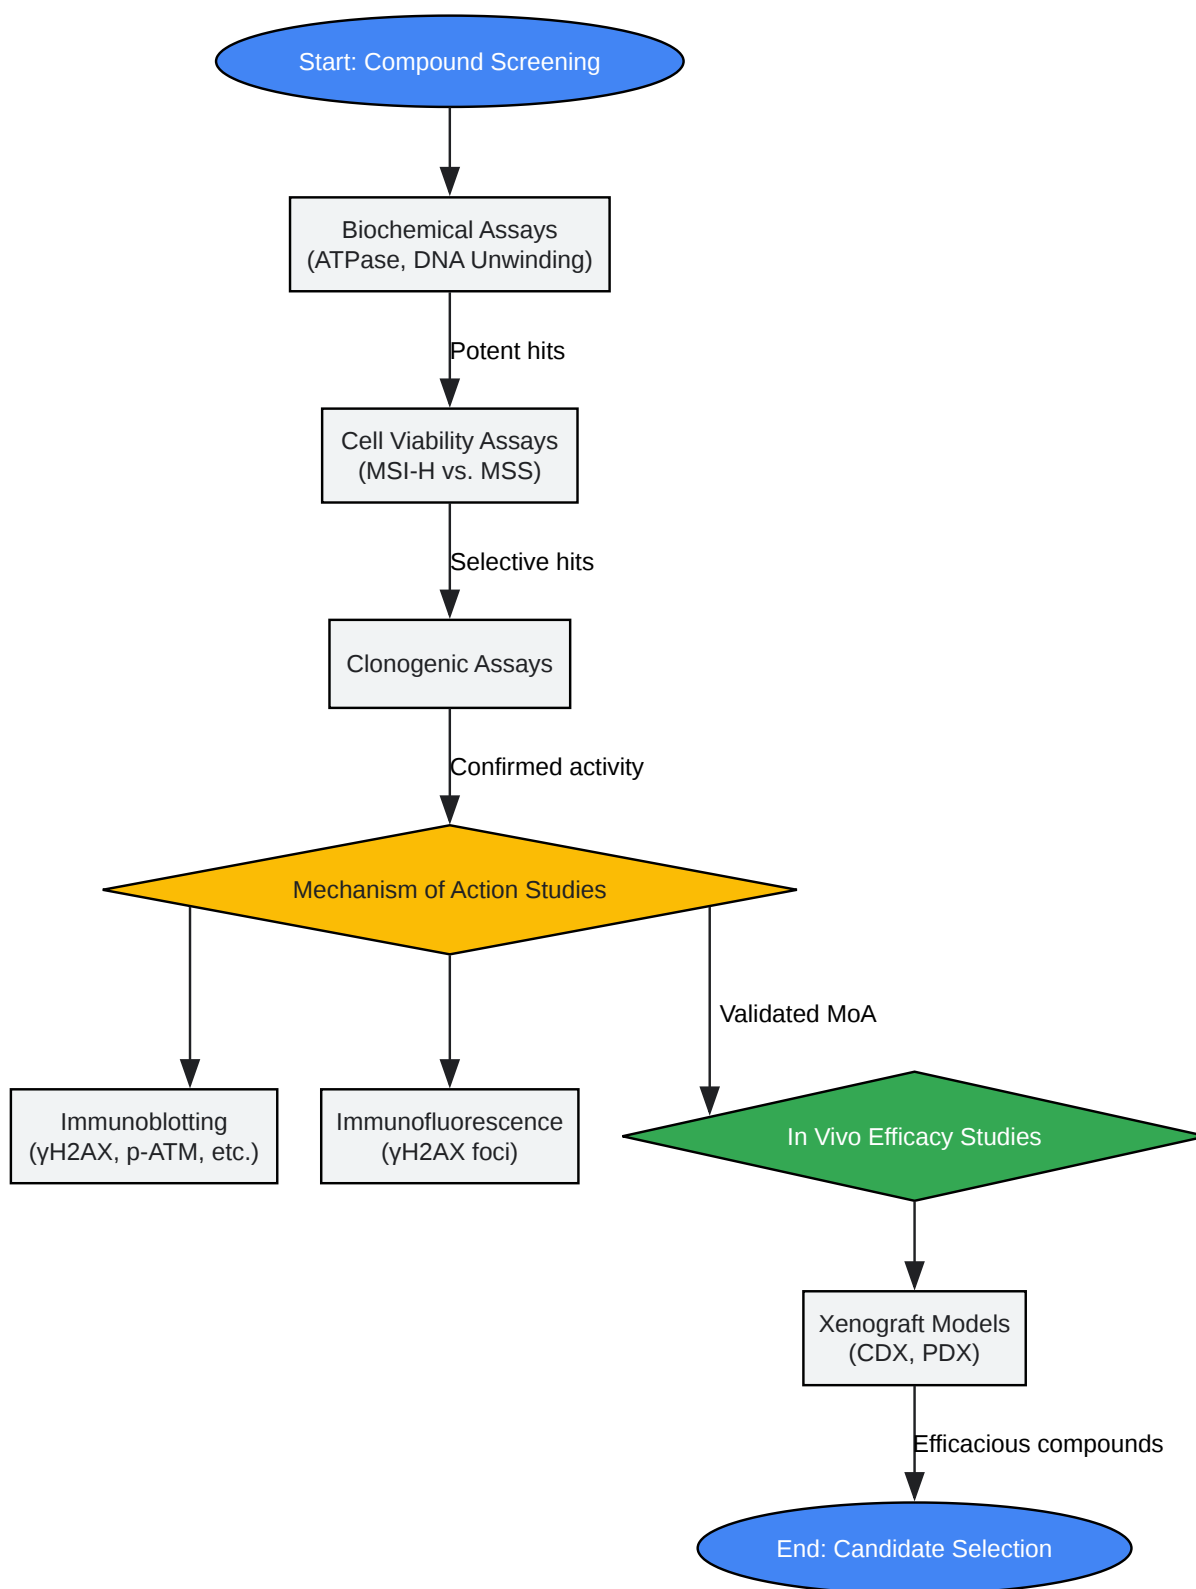 Start: Compound Screening
Biochemical Assays
(ATPase, DNA Unwinding)
Potent hits
Cell Viability Assays
(MSI-H vs. MSS)
Selective hits
Clonogenic Assays
Confirmed activity
Mechanism of Action Studies
Validated MoA
Immunoblotting
(γH2AX, p-ATM, etc.)
Immunofluorescence
(γH2AX foci)
In Vivo Efficacy Studies
Xenograft Models
(CDX, PDX)
Efficacious compounds
End: Candidate Selection